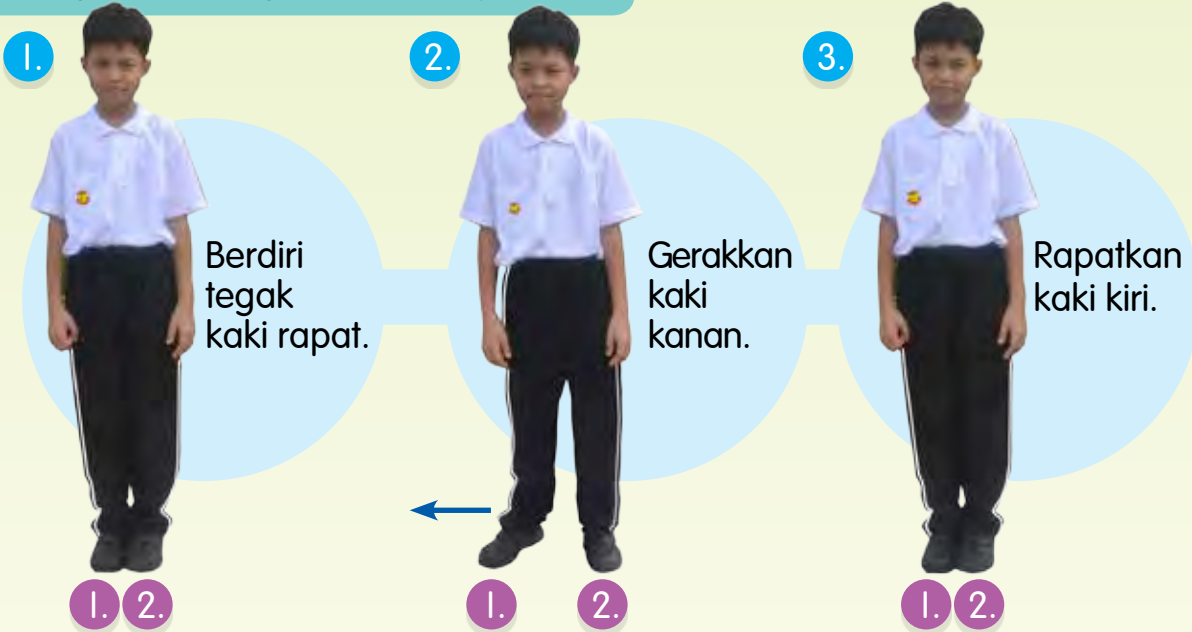 1.
Berdiri
tegak
kaki rapat.
1. 2.
2.
Gerakkan
kaki
kanan.
1. 2.
3.
Rapatkan
kaki kiri.
1. 2.